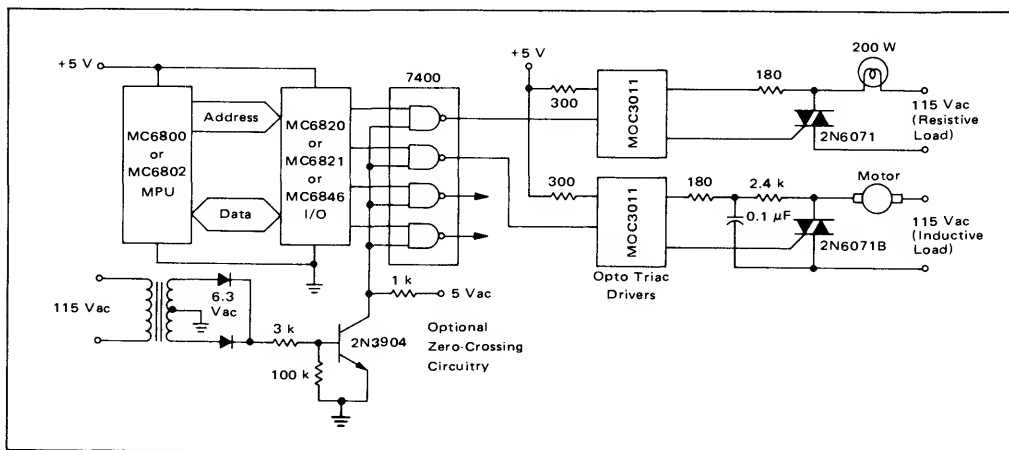 +5 V
MC6800
or
MC6802
MPU
Address
Data
MC6820
or
MC6821
or
MC6846
I/O
7400
+5 V
300
MOC3011
180
200 W
115 Vac
(Resistive
Load)
2N6071
300
MOC3011
180
2.4 k
0.1 μF
Motor
115 Vac
(Inductive
Load)
2N6071B
Opto Triac
Drivers
1 k
5 Vac
115 Vac
6.3
Vac
3 k
2N3904
100 k
Optional
Zero-Crossing
Circuitry